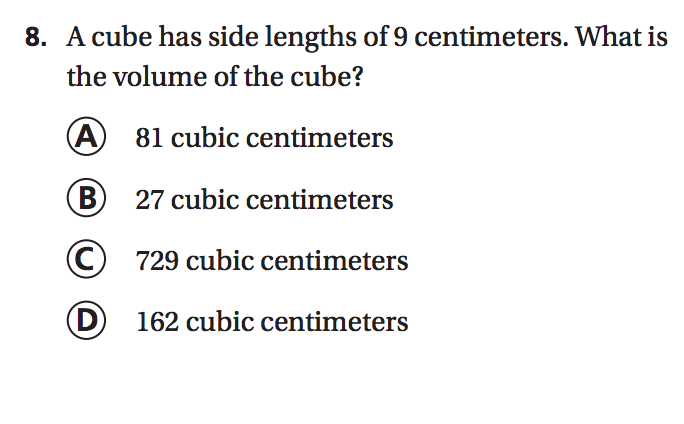 8. A cube has side lengths of 9 centimeters. What is
the volume of the cube?
A 81 cubic centimeters
B 27 cubic centimeters
C 729 cubic centimeters
D 162 cubic centimeters